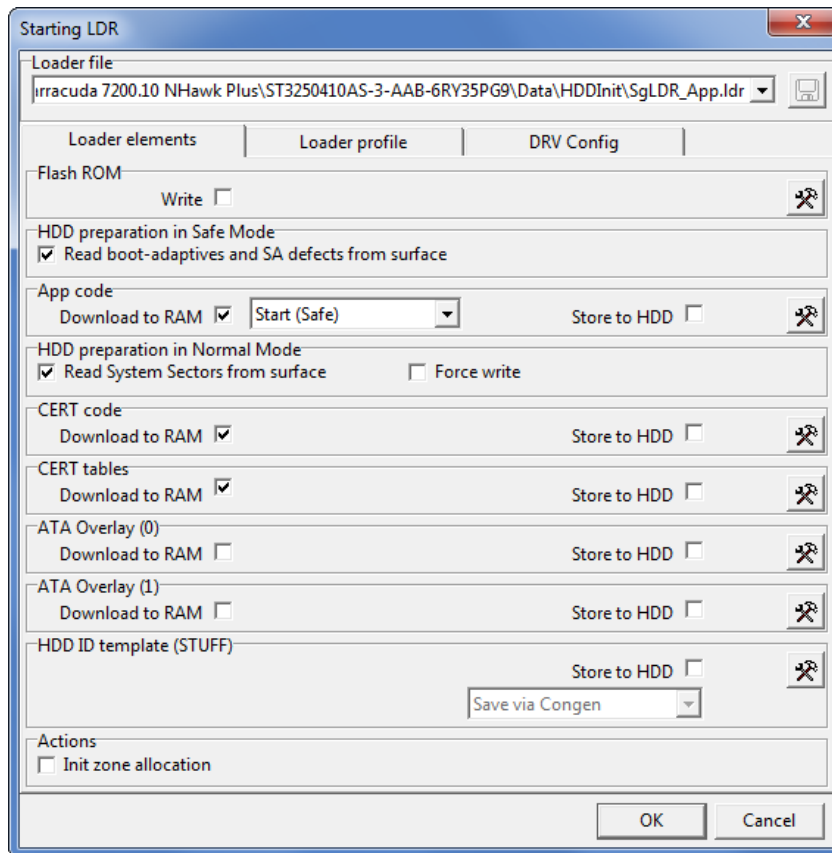 Starting LDR
Loader file
ırracuda 7200.10 NHawk Plus\ST3250410AS-3-AAB-6RY35PG9\Data\HDDInit\SgLDR_App.ldr
Loader elements Loader profile DRV Config
Flash ROM
Write
HDD preparation in Safe Mode
Read boot-adaptives and SA defects from surface
App code
Download to RAM Start (Safe) Store to HDD
HDD preparation in Normal Mode
Read System Sectors from surface Force write
CERT code
Download to RAM Store to HDD
CERT tables
Download to RAM Store to HDD
ATA Overlay (0)
Download to RAM Store to HDD
ATA Overlay (1)
Download to RAM Store to HDD
HDD ID template (STUFF)
Store to HDD
Save via Congen
Actions
Init zone allocation
OK Cancel